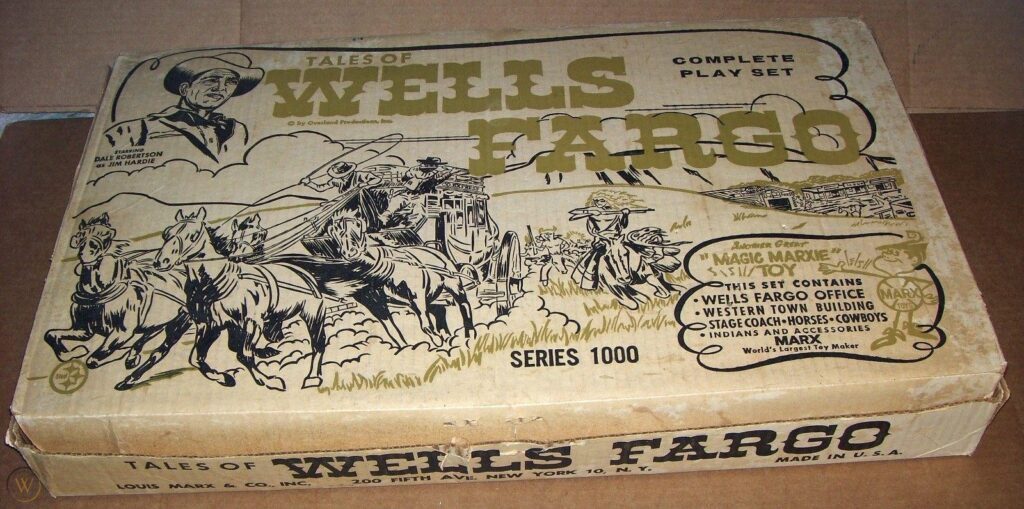 TALES OF
WELLS
FARGO
© by Overland Productions, Inc.
COMPLETE
PLAY SET
STARRING
DALE ROBERTSON
as JIM HARDIE
ANOTHER GREAT
"MAGIC MARXIE"
TOY
THIS SET CONTAINS
• WELLS FARGO OFFICE
• WESTERN TOWN BUILDING
• STAGE COACH • HORSES • COWBOYS
• INDIANS AND ACCESSORIES
MARX
World's Largest Toy Maker
MARX
SERIES 1000
TALES OF WELLS FARGO
LOUIS MARX & CO. INC. 200 FIFTH AVE. NEW YORK 10, N. Y. MADE IN U.S.A.
W